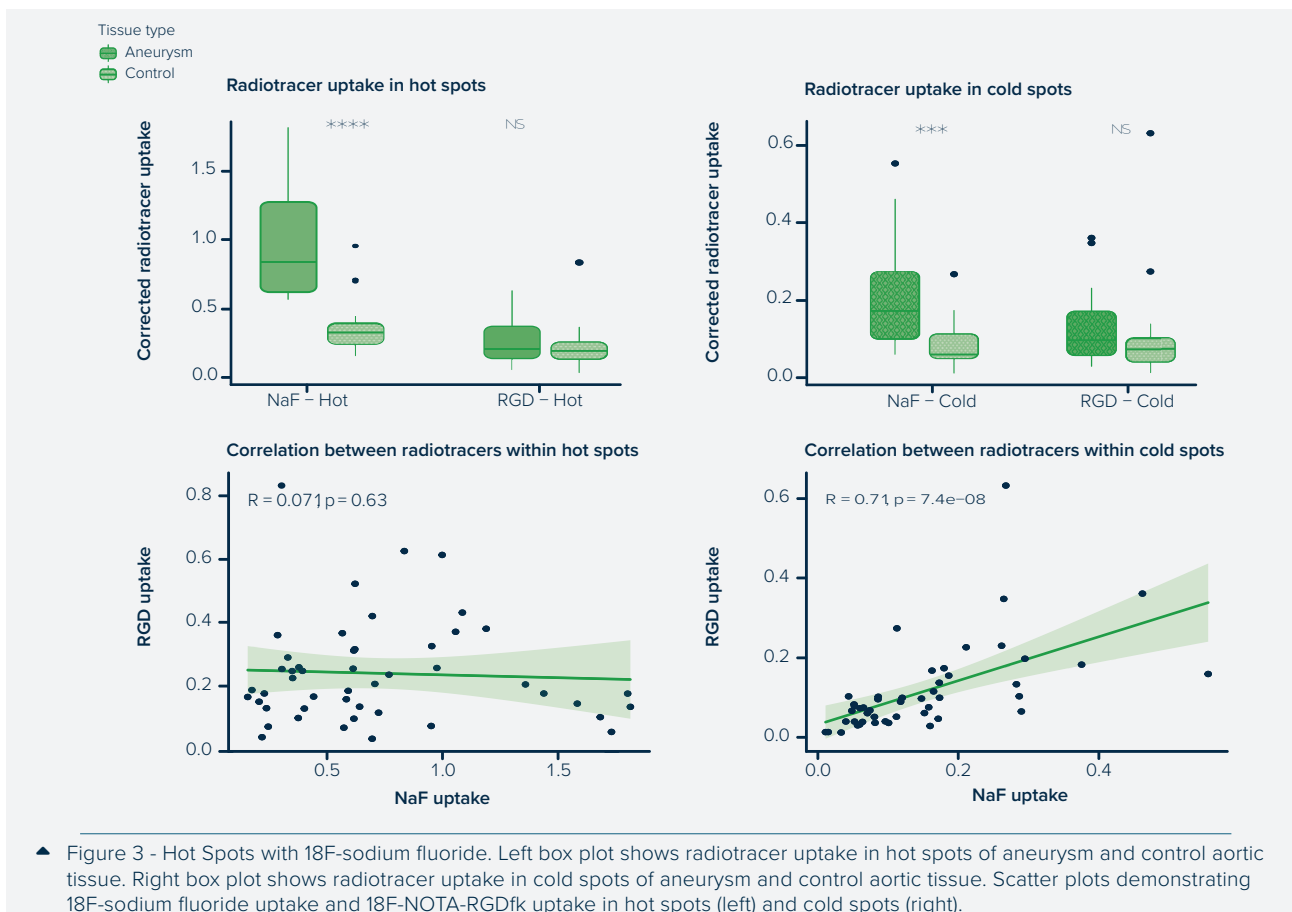 Tissue type
Aneurysm
Control
Radiotracer uptake in hot spots
Corrected radiotracer uptake
1.5
1.0
0.5
0.0
****
NS
NaF – Hot
RGD – Hot
Radiotracer uptake in cold spots
Corrected radiotracer uptake
0.6
0.4
0.2
0.0
***
NS
NaF – Cold
RGD – Cold
Correlation between radiotracers within hot spots
RGD uptake
0.8
0.6
0.4
0.2
0.0
R = 0.071, p = 0.63
0.5
1.0
1.5
NaF uptake
Correlation between radiotracers within cold spots
RGD uptake
0.6
0.4
0.2
0.0
R = 0.71, p = 7.4e–08
0.0
0.2
0.4
NaF uptake
Figure 3 - Hot Spots with 18F-sodium fluoride. Left box plot shows radiotracer uptake in hot spots of aneurysm and control aortic
tissue. Right box plot shows radiotracer uptake in cold spots of aneurysm and control aortic tissue. Scatter plots demonstrating
18F-sodium fluoride uptake and 18F-NOTA-RGDfk uptake in hot spots (left) and cold spots (right).